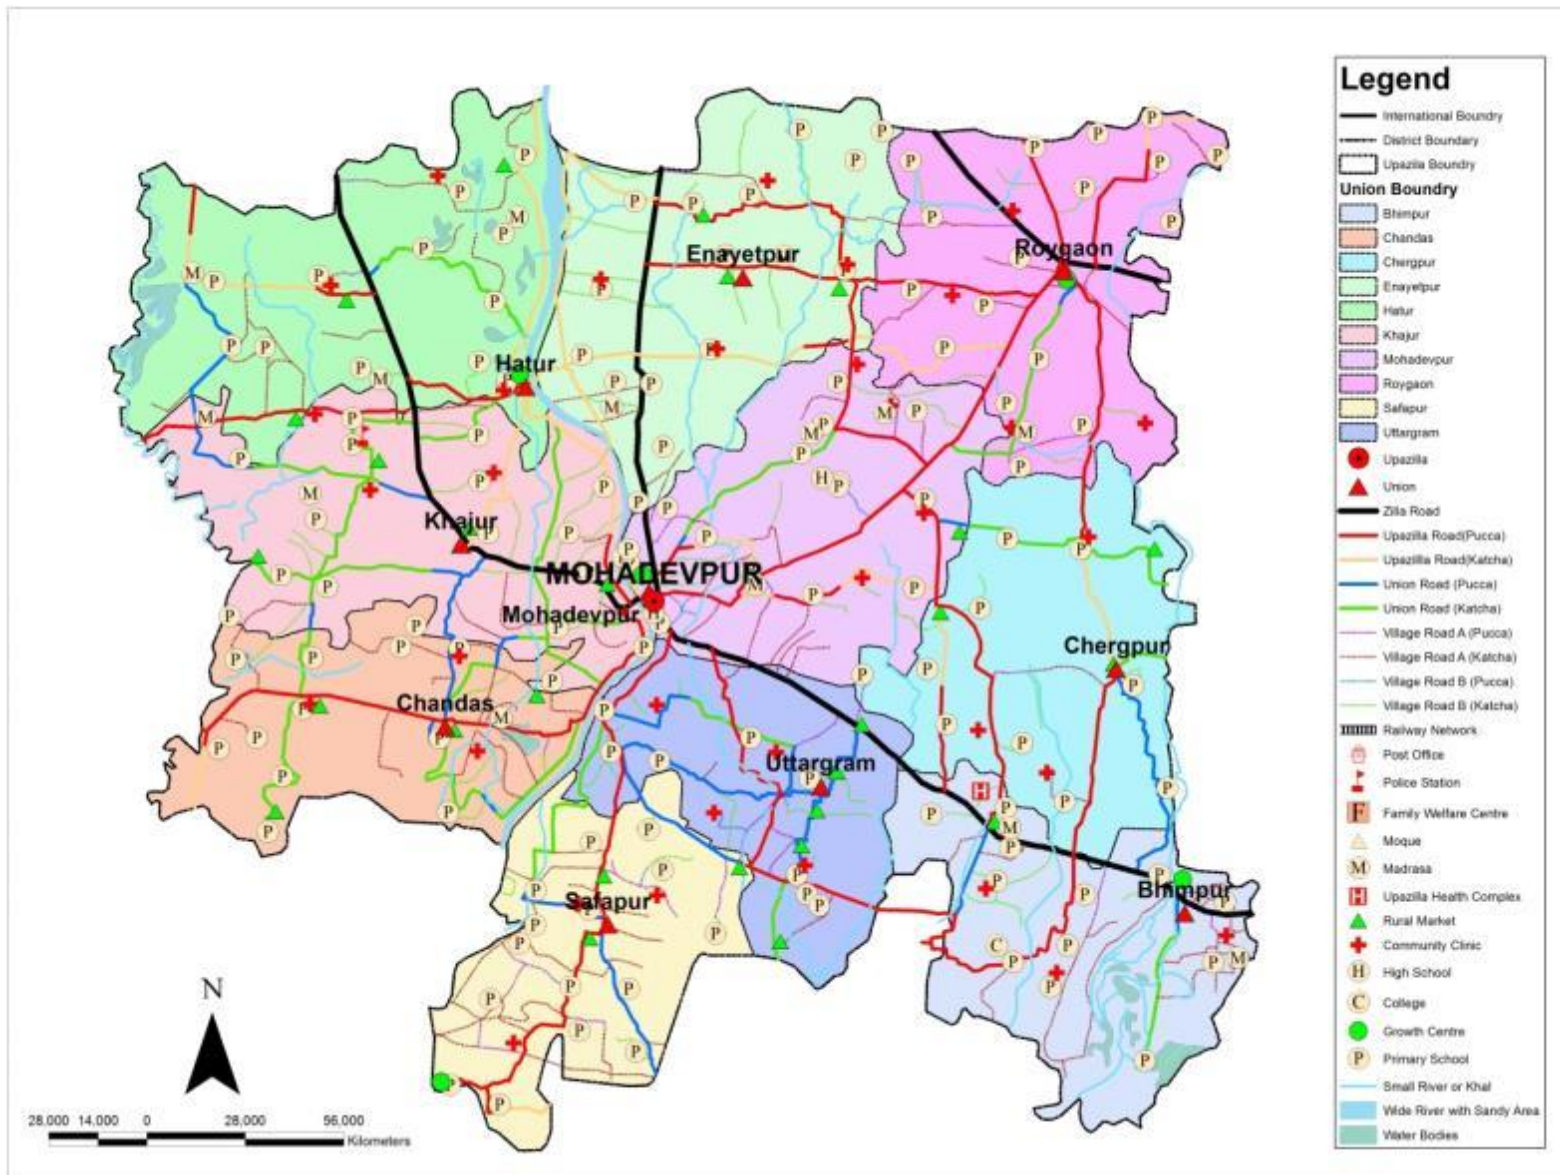 Legend
International Boundry
District Boundary
Upazila Boundry
Union Boundry
Bhimpur
Chandas
Chergpur
Enayetpur
Hatur
Khajur
Mohadevpur
Roygaon
Safapur
Uttargram
Upazilla
Union
Zilla Road
Upazilla Road(Pucca)
Upazillla Road(Katcha)
Union Road (Pucca)
Union Road (Katcha)
Village Road A (Pucca)
Village Road A (Katcha)
Village Road B (Pucca)
Village Road B (Katcha)
Railway Network
Post Office
Police Station
F Family Welfare Centre
Moque
M Madrasa
H Upazilla Health Complex
Rural Market
Community Clinic
H High School
C College
Growth Centre
P Primary School
Small River or Khal
Wide River with Sandy Area
Water Bodies
Enayetpur
Roygaon
Hatur
Khajur
MOHADEVPUR
Mohadevpur
Chergpur
Chandas
Uttargram
Bhimpur
Safapur
N
28,000 14,000 0 28,000 56,000
Kilometers